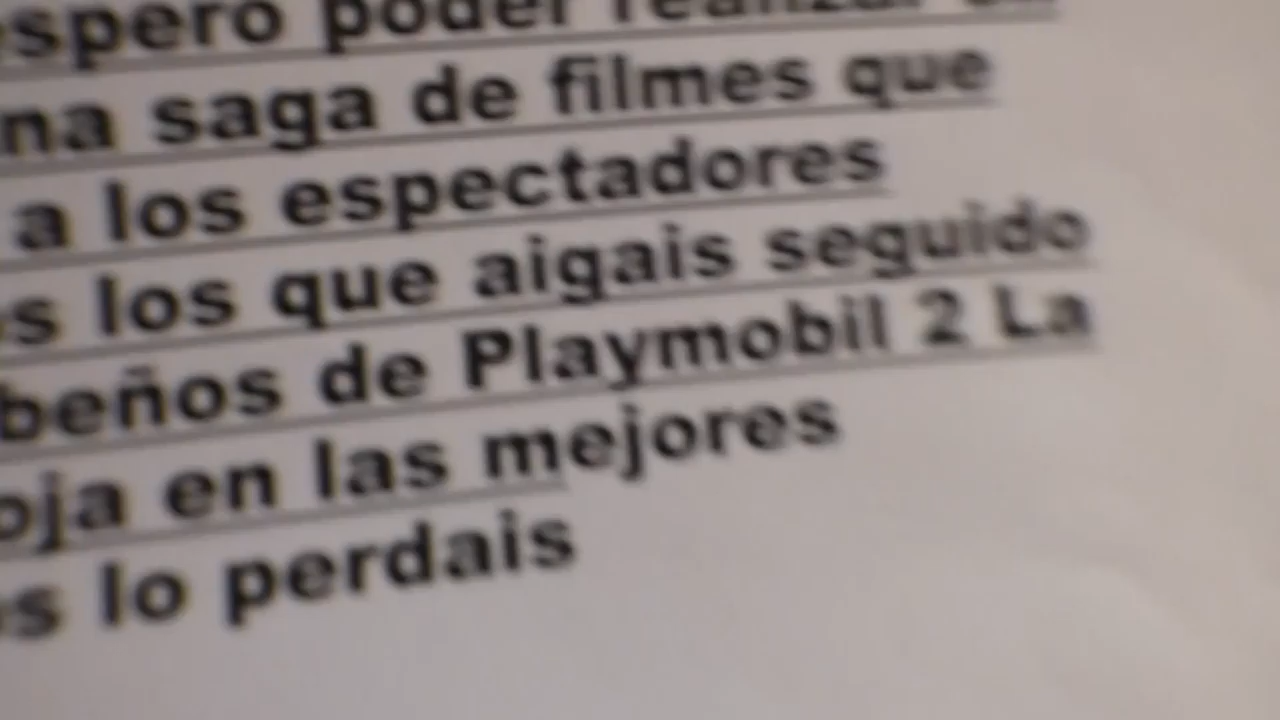 espero poder realizar
na saga de filmes que
a los espectadores
s los que aigais seguido
beños de Playmobil 2 La
oja en las mejores
s lo perdais